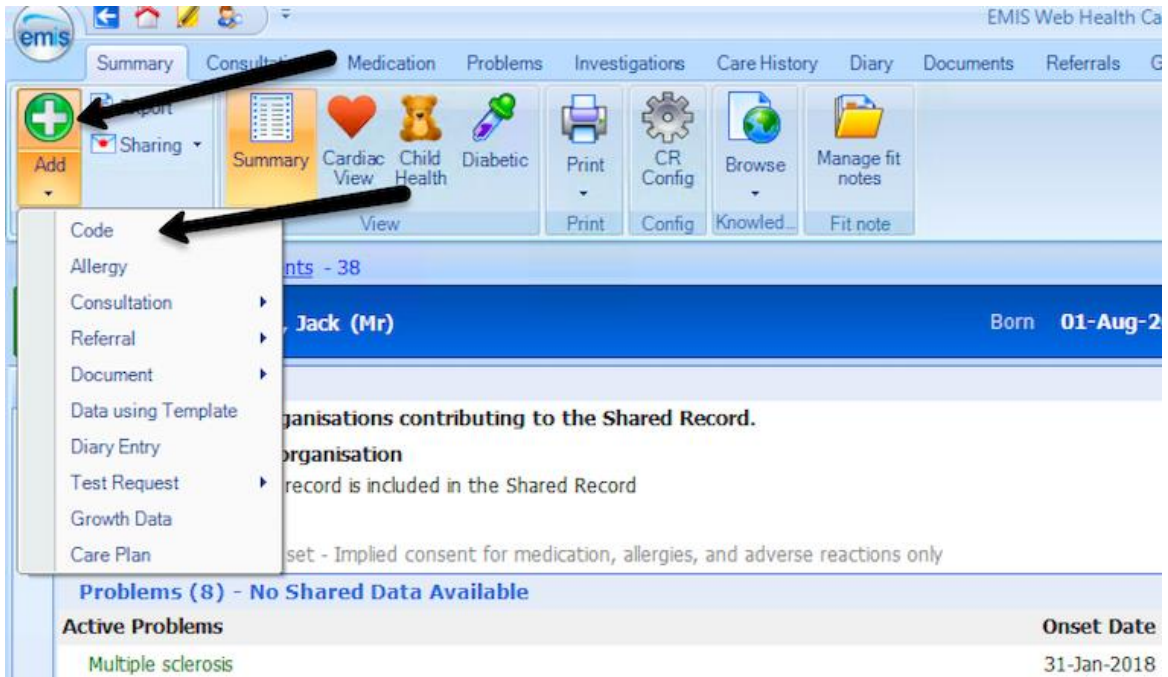 emis
EMIS Web Health Ca
Summary Consultation Medication Problems Investigations Care History Diary Documents Referrals G
Add
Export
Sharing
Summary
Cardiac View
Child Health
Diabetic
Print
CR Config
Browse
Manage fit notes
View
Print
Config
Knowled...
Fit note
Code
Allergy
Consultation
Referral
Document
Data using Template
Diary Entry
Test Request
Growth Data
Care Plan
nts - 38
, Jack (Mr)
Born 01-Aug-2
ganisations contributing to the Shared Record.
organisation
record is included in the Shared Record
set - Implied consent for medication, allergies, and adverse reactions only
Problems (8) - No Shared Data Available
Active Problems Onset Date
Multiple sclerosis 31-Jan-2018